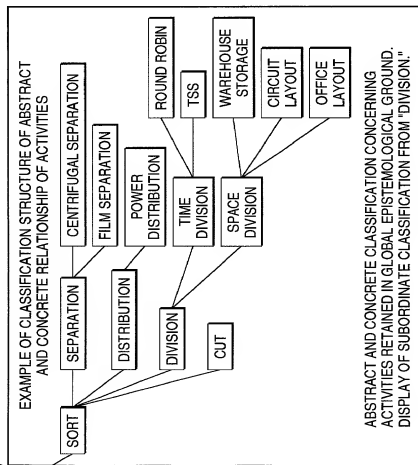 EXAMPLE OF CLASSIFICATION STRUCTURE OF ABSTRACT
AND CONCRETE RELATIONSHIP OF ACTIVITIES
SORT
SEPARATION
CENTRIFUGAL SEPARATION
FILM SEPARATION
DISTRIBUTION
POWER
DISTRIBUTION
DIVISION
TIME
DIVISION
ROUND ROBIN
TSS
SPACE
DIVISION
WAREHOUSE
STORAGE
CIRCUIT
LAYOUT
OFFICE
LAYOUT
CUT
ABSTRACT AND CONCRETE CLASSIFICATION CONCERNING
ACTIVITIES RETAINED IN GLOBAL EPISTEMOLOGICAL GROUND.
DISPLAY OF SUBORDINATE CLASSIFICATION FROM "DIVISION."